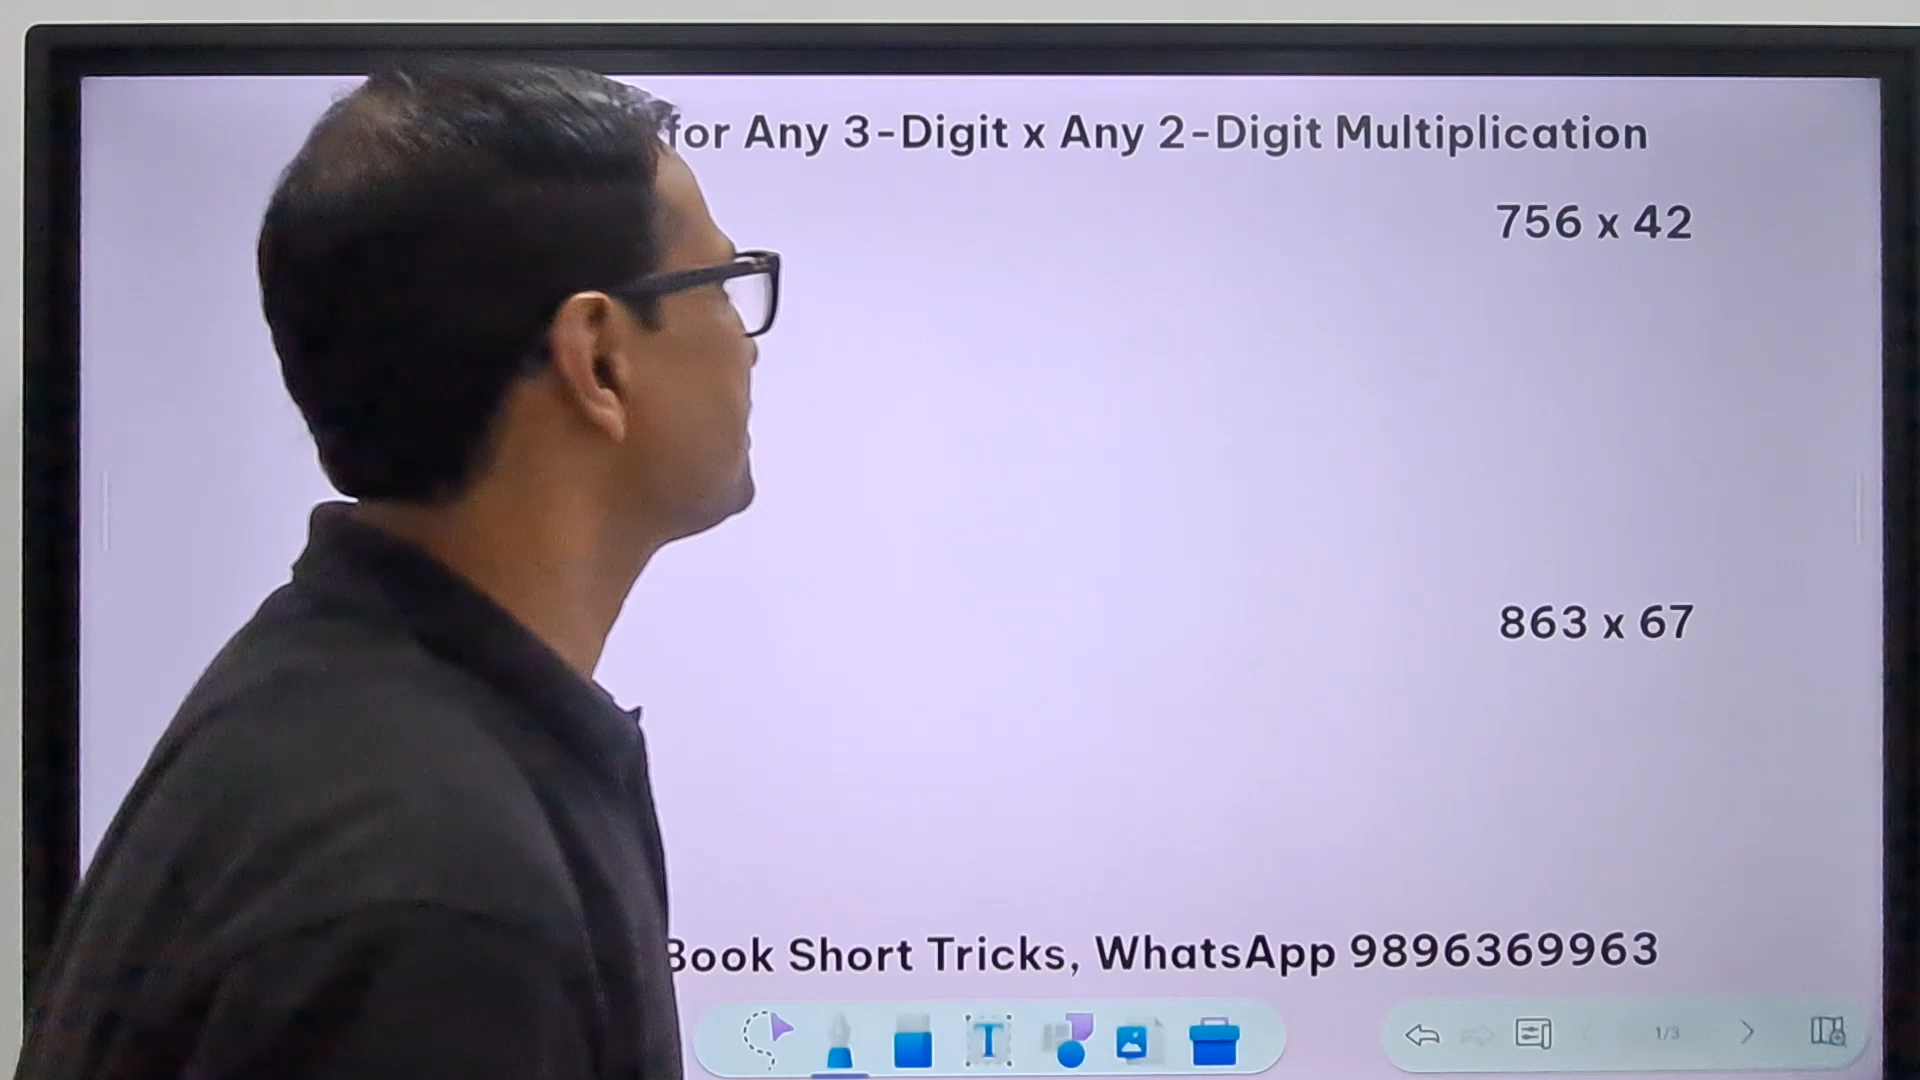 for Any 3-Digit x Any 2-Digit Multiplication
756 x 42
863 x 67
Book Short Tricks, WhatsApp 9896369963
T
1/3